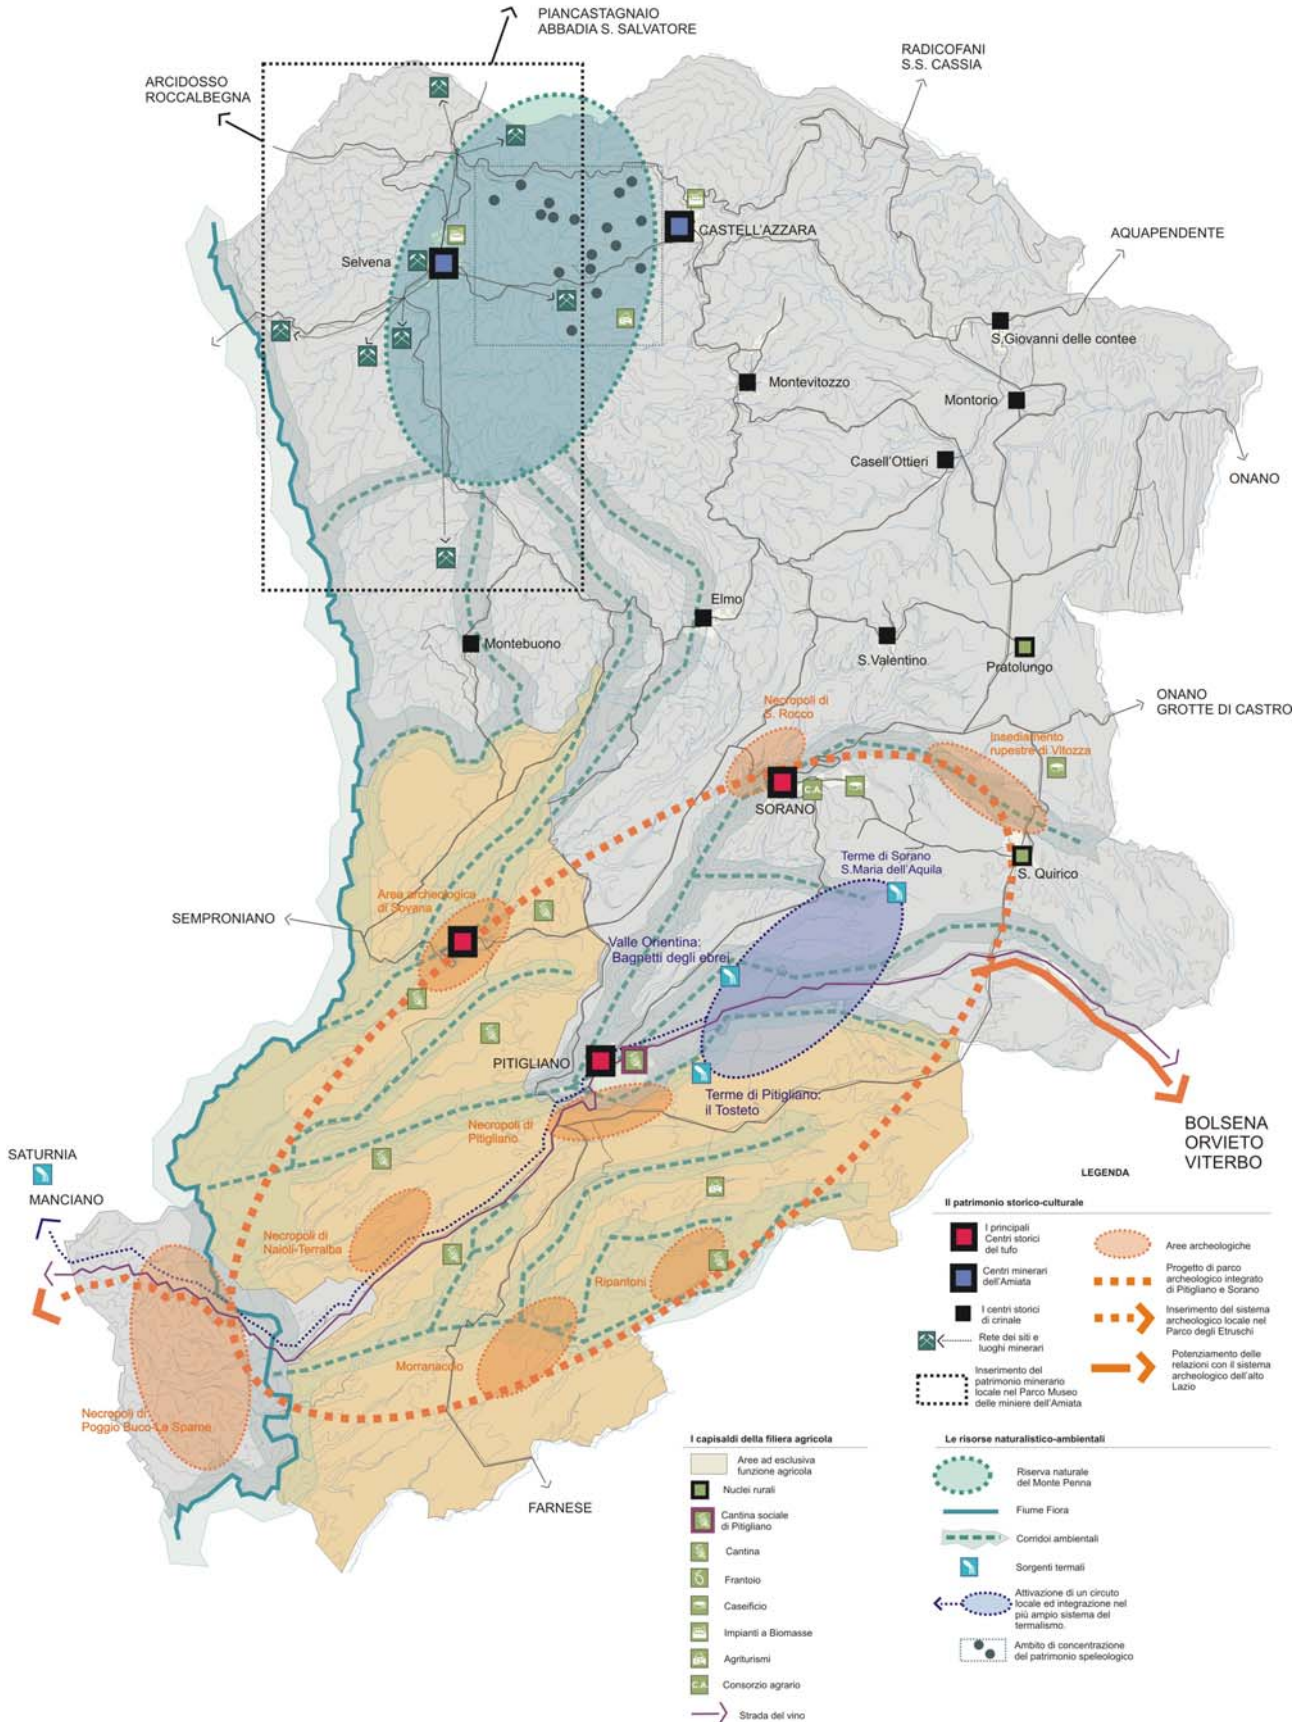 PIANCASTAGNAIO
ABBADIA S. SALVATORE
RADICOFANI
S.S. CASSIA
ARCIDOSSO
ROCCALBEGNA
CASTELL'AZZARA
AQUAPENDENTE
Selvena
S.Giovanni delle contee
Montevitozzo
Montorio
Casell'Ottieri
ONANO
Elmo
Montebuono
S.Valentino
Pratolungo
ONANO
GROTTE DI CASTRO
Necropoli di
S. Rocco
Insediamento
rupestre di Vitozza
C.A.
SORANO
Terme di Sorano
S.Maria dell'Aquila
S. Quirico
Area archeologica
di Sovana
SEMPRONIANO
Valle Orientina:
Bagnetti degli ebrei
PITIGLIANO
Terme di Pitigliano:
il Tosteto
Necropoli di
Pitigliano
BOLSENA
ORVIETO
VITERBO
SATURNIA
MANCIANO
Necropoli di
Naioli-Terralba
Ripantoni
Morranaccio
Necropoli di
Poggio Buco-Le Sparne
FARNESE
LEGENDA
Il patrimonio storico-culturale
I principali
Centri storici
del tufo
Centri minerari
dell'Amiata
I centri storici
di crinale
Rete dei siti e
luoghi minerari
Inserimento del
patrimonio minerario
locale nel Parco Museo
delle miniere dell'Amiata
Aree archeologiche
Progetto di parco
archeologico integrato
di Pitigliano e Sorano
Inserimento del sistema
archeologico locale nel
Parco degli Etruschi
Potenziamento delle
relazioni con il sistema
archeologico dell'alto
Lazio
I capisaldi della filiera agricola
Aree ad esclusiva
funzione agricola
Nuclei rurali
Cantina sociale
di Pitigliano
Cantina
Frantoio
Caseificio
Impianti a Biomasse
Agriturismi
C.A.
Consorzio agrario
Strada del vino
Le risorse naturalistico-ambientali
Riserva naturale
del Monte Penna
Fiume Fiora
Corridoi ambientali
Sorgenti termali
Attivazione di un circuto
locale ed integrazione nel
più ampio sistema del
termalismo.
Ambito di concentrazione
del patrimonio speleologico